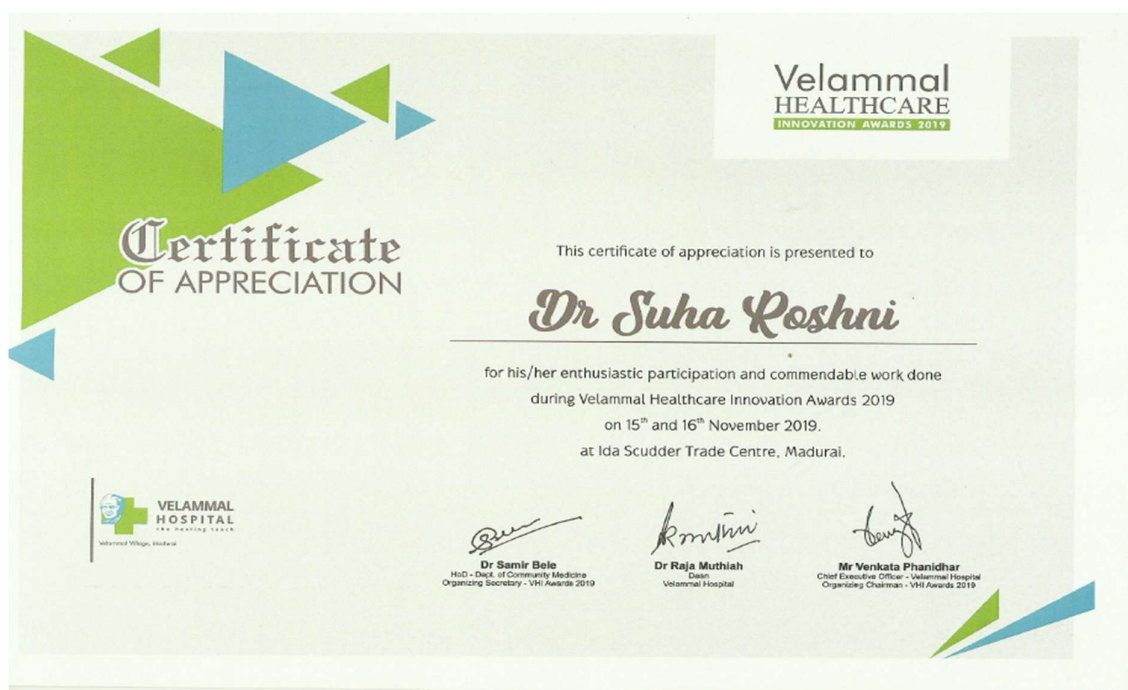 Velammal
HEALTHCARE
INNOVATION AWARDS 2019
Certificate
OF APPRECIATION
This certificate of appreciation is presented to
Dr Suha Roshni
for his/her enthusiastic participation and commendable work done
during Velammal Healthcare Innovation Awards 2019
on 15th and 16th November 2019.
at Ida Scudder Trade Centre, Madurai.
VELAMMAL
HOSPITAL
the healing touch
Velammal Village, Madurai
Dr Samir Bele
HoD - Dept. of Community Medicine
Organizing Secretary - VHI Awards 2019
Dr Raja Muthiah
Dean
Velammal Hospital
Mr Venkata Phanidhar
Chief Executive Officer - Velammal Hospital
Organizing Chairman - VHI Awards 2019